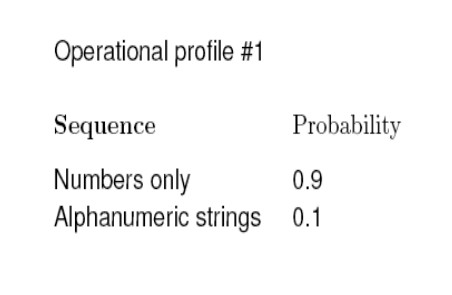 Operational profile #1
Sequence Probability
Numbers only 0.9
Alphanumeric strings 0.1